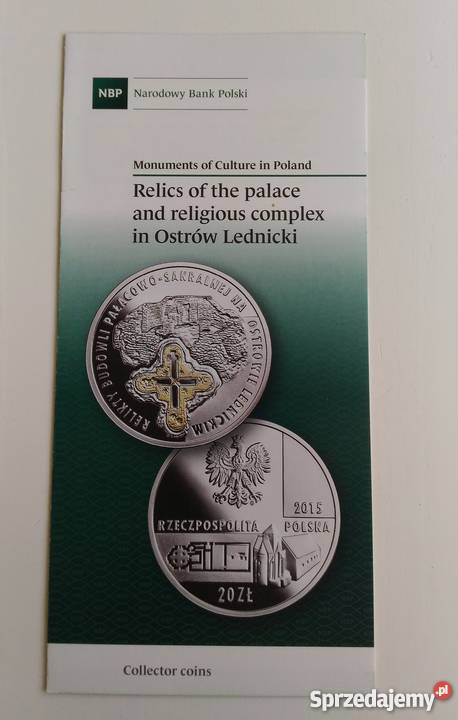 NBP Narodowy Bank Polski
Monuments of Culture in Poland
Relics of the palace
and religious complex
in Ostrów Lednicki
RELIKTY BUDOWLI PAŁACOWO-SAKRALNEJ NA OSTROWIE LEDNICKIM
2015
RZECZPOSPOLITA POLSKA
20 ZŁ
Collector coins
Sprzedajemy.pl